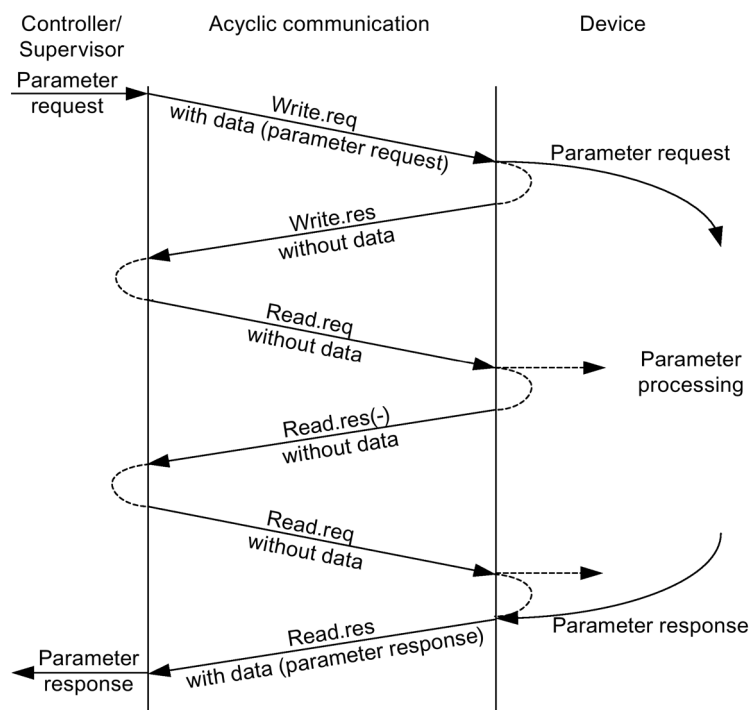 Controller/
Supervisor
Acyclic communication
Device
Parameter
request
Write.req
with data (parameter request)
Parameter request
Write.res
without data
Read.req
without data
Parameter
processing
Read.res(-)
without data
Read.req
without data
Parameter response
Read.res
with data (parameter response)
Parameter
response